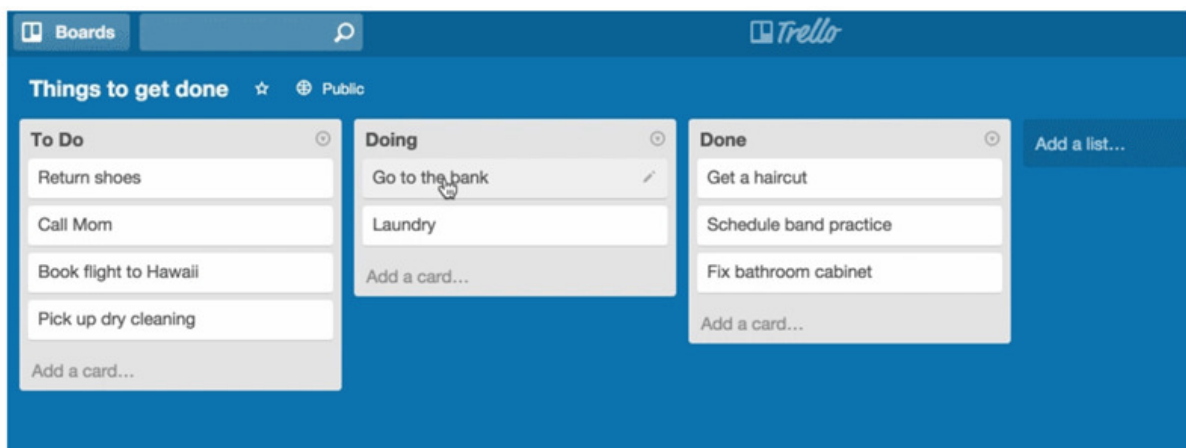 Boards
Trello
Things to get done
Public
To Do
Return shoes
Call Mom
Book flight to Hawaii
Pick up dry cleaning
Add a card...
Doing
Go to the bank
Laundry
Add a card...
Done
Get a haircut
Schedule band practice
Fix bathroom cabinet
Add a card...
Add a list...